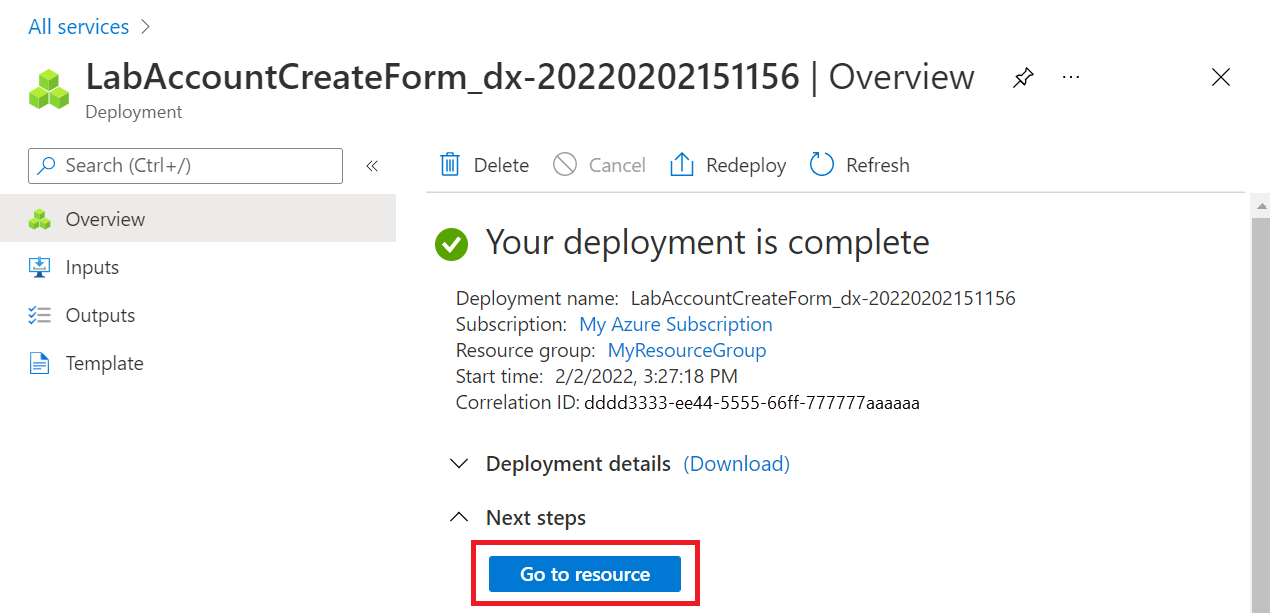 All services
LabAccountCreateForm_dx-20220202151156 | Overview
Deployment
Search (Ctrl+/)
Delete
Cancel
Redeploy
Refresh
Overview
Inputs
Outputs
Template
Your deployment is complete
Deployment name: LabAccountCreateForm_dx-20220202151156
Subscription: My Azure Subscription
Resource group: MyResourceGroup
Start time: 2/2/2022, 3:27:18 PM
Correlation ID: dddd3333-ee44-5555-66ff-777777aaaaaa
Deployment details (Download)
Next steps
Go to resource